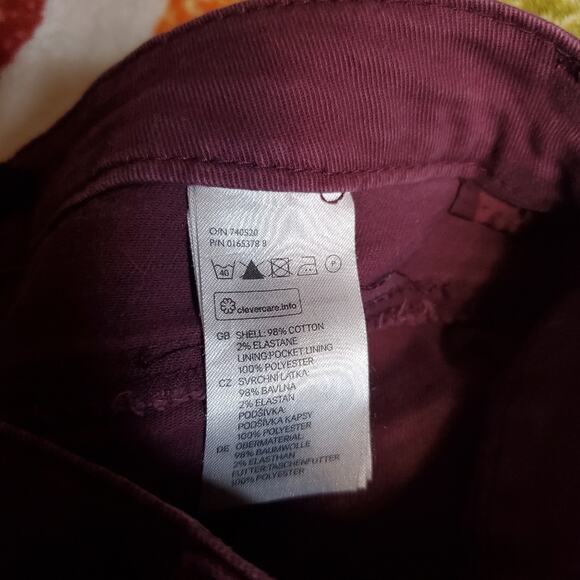 O/N 740520
P/N 0165378 8
40 P
clevercare.info
GB SHELL: 98% COTTON
2% ELASTANE
LINING:POCKET LINING
100% POLYESTER
CZ SVRCHNÍ LÁTKA:
98% BAVLNA
2% ELASTAN
PODŠÍVKA:
PODŠÍVKA KAPSY
100% POLYESTER
DE OBERMATERIAL
98% BAUMWOLLE
2% ELASTHAN
FUTTER:TASCHENFUTTER
100% POLYESTER